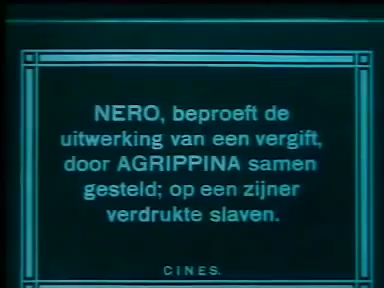 NERO, beproeft de
uitwerking van een vergift,
door AGRIPPINA samen
gesteld; op een zijner
verdrukte slaven.
CINES.